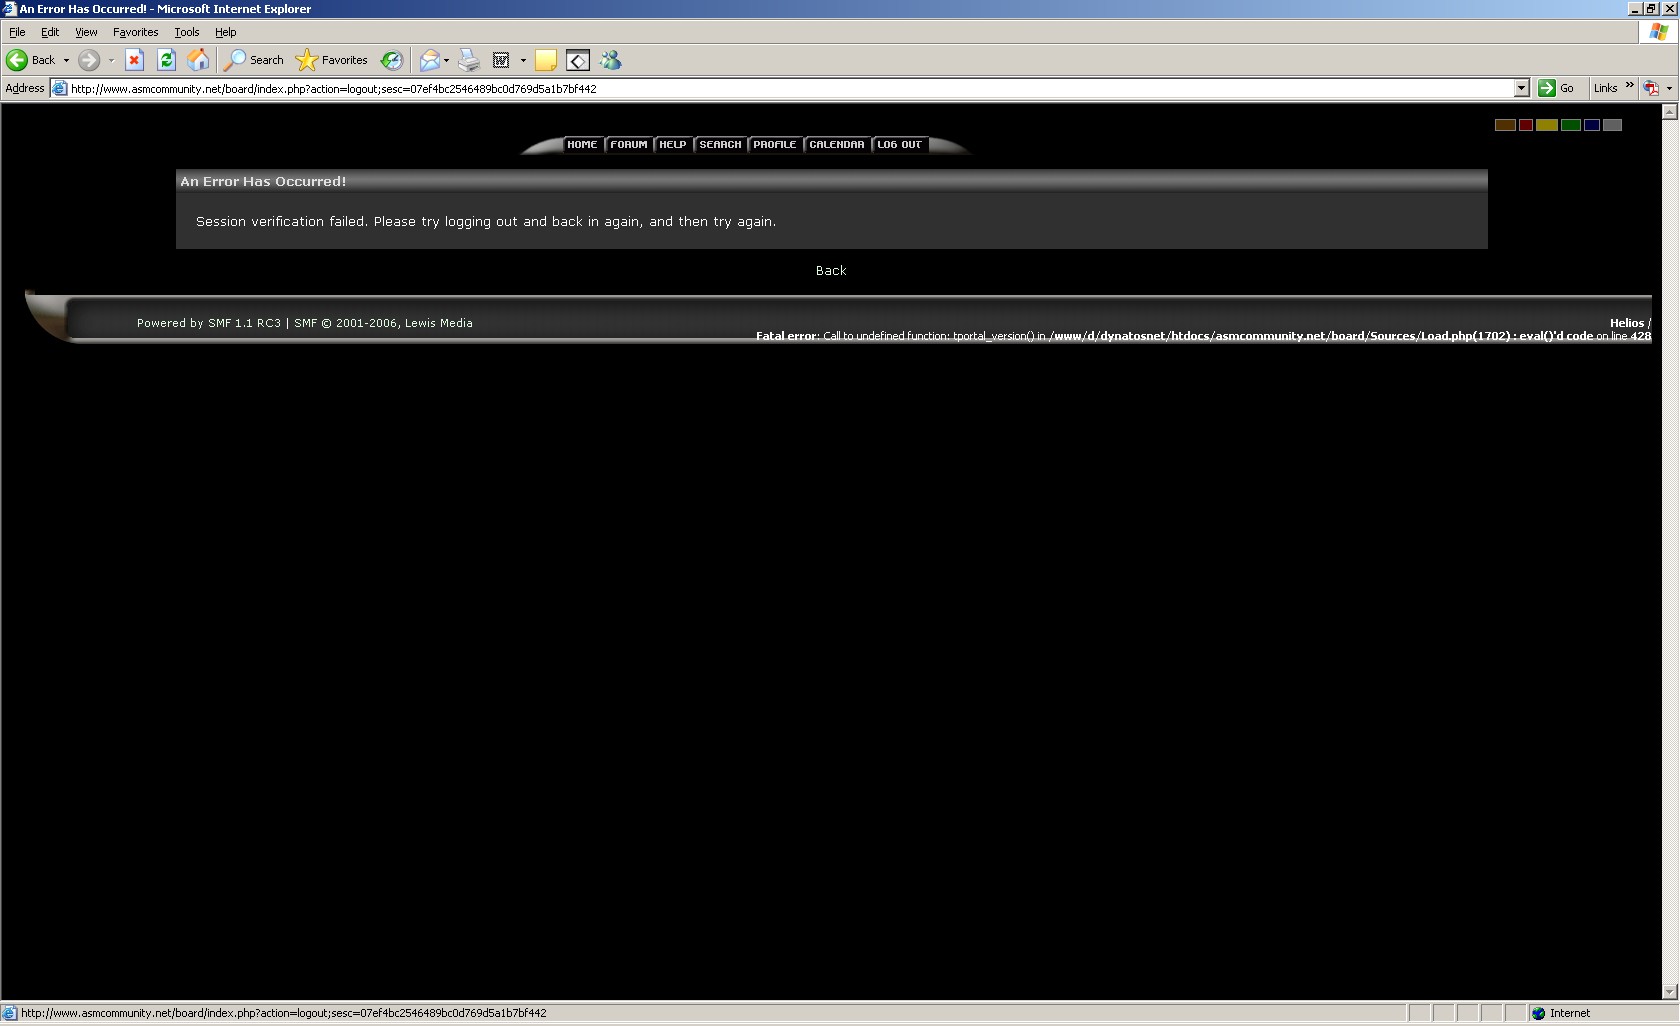 An Error Has Occurred! - Microsoft Internet Explorer
File Edit View Favorites Tools Help
Back Search Favorites
Address http://www.asmcommunity.net/board/index.php?action=logout;sesc=07ef4bc2546489bc0d769d5a1b7bf442 Go Links »
HOME FORUM HELP SEARCH PROFILE CALENDAR LOG OUT
An Error Has Occurred!
Session verification failed. Please try logging out and back in again, and then try again.
Back
Powered by SMF 1.1 RC3 | SMF © 2001-2006, Lewis Media
Helios /
Fatal error: Call to undefined function: tportal_version() in /www/d/dynatosnet/htdocs/asmcommunity.net/board/Sources/Load.php(1702) : eval()'d code on line 428
http://www.asmcommunity.net/board/index.php?action=logout;sesc=07ef4bc2546489bc0d769d5a1b7bf442 Internet